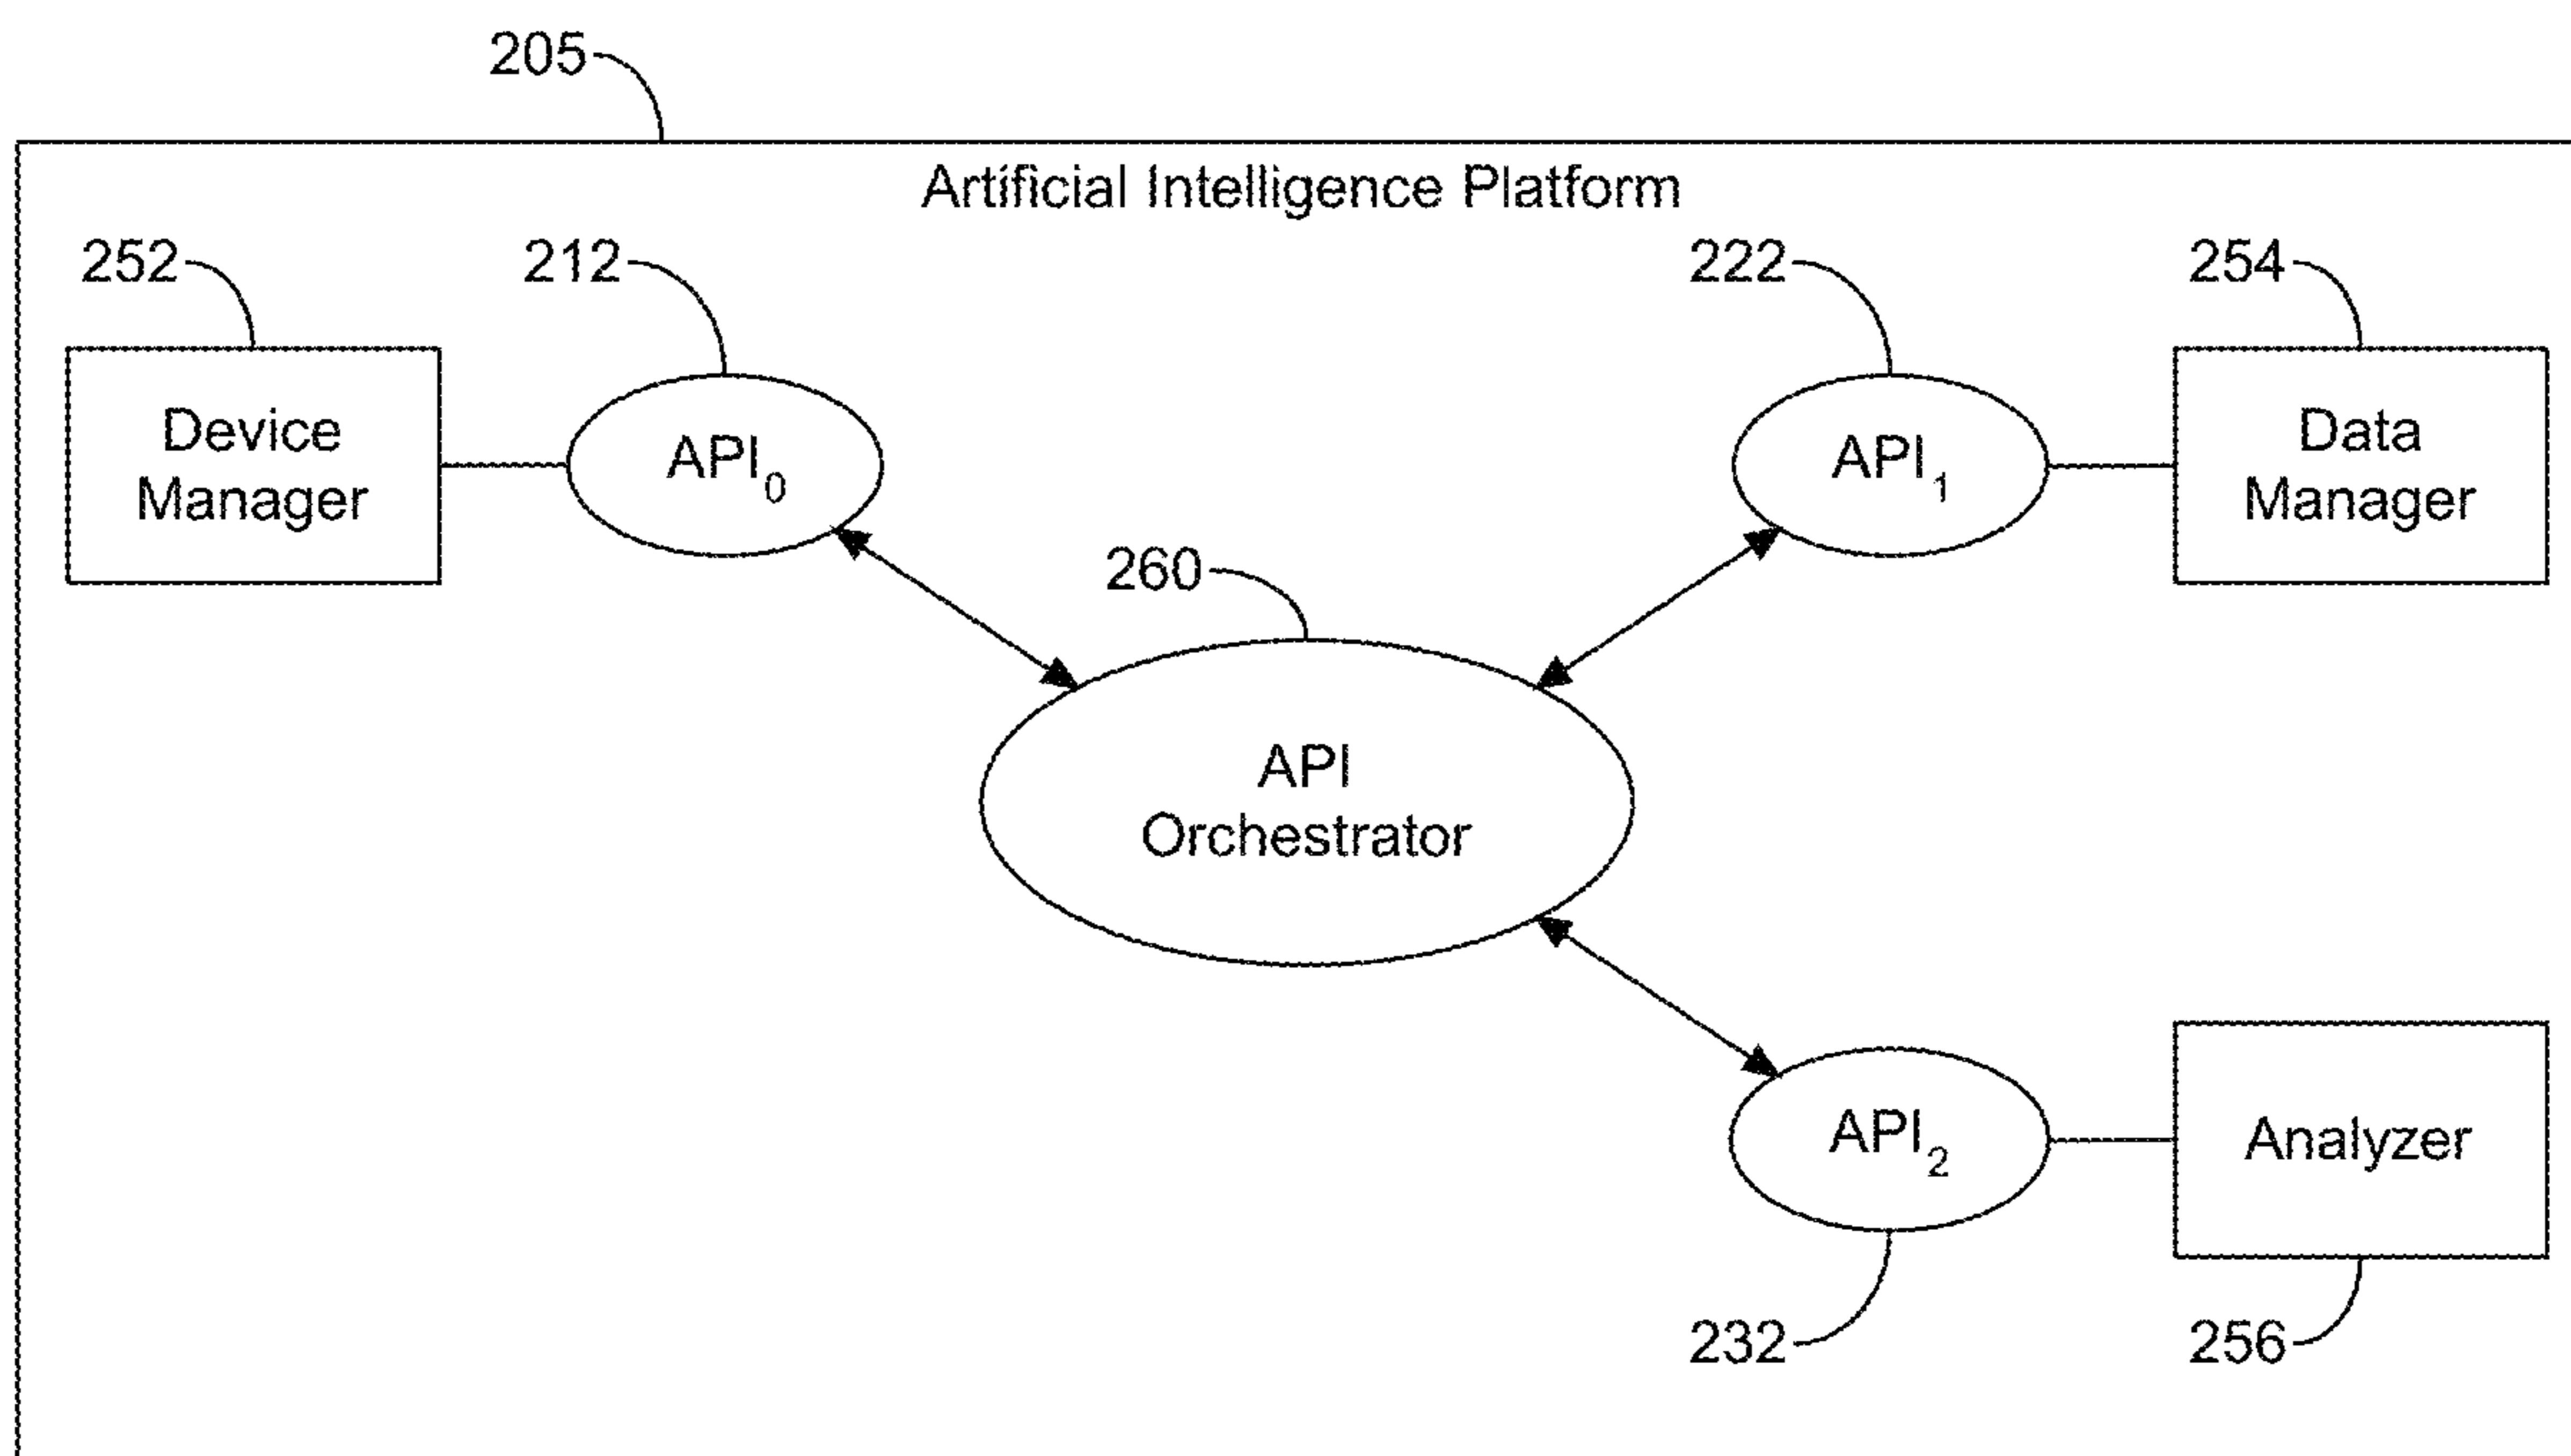 205
Artificial Intelligence Platform
252
212
222
254
Device
Manager
API0
API1
Data
Manager
260
API
Orchestrator
API2
Analyzer
232
256